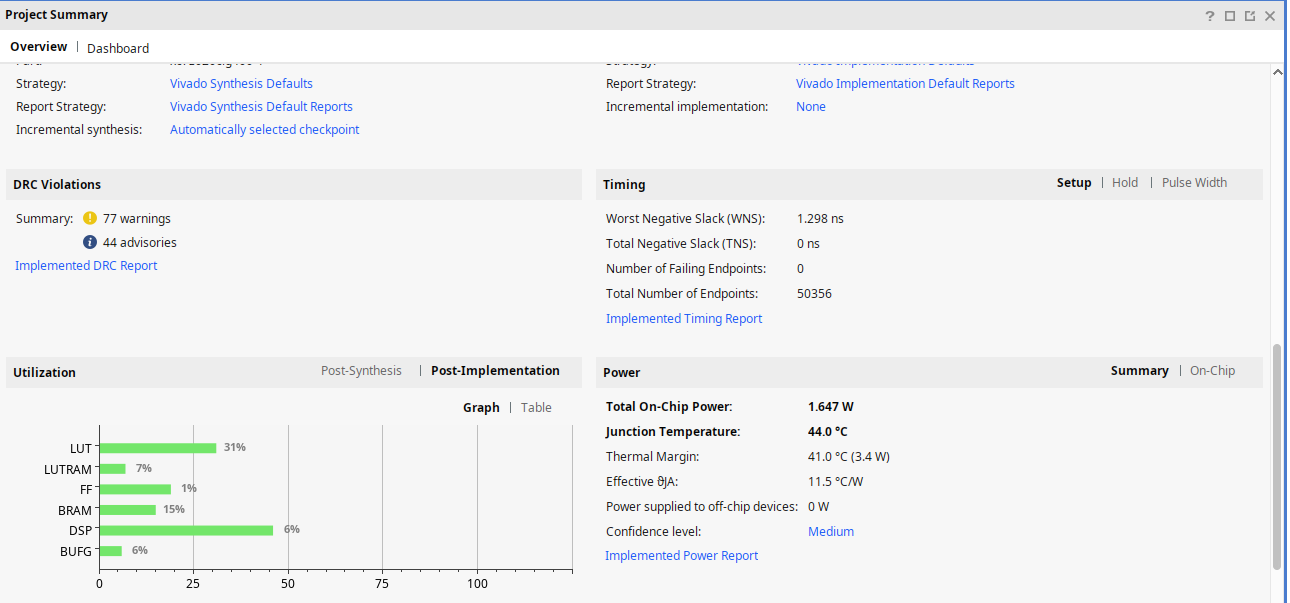 Project Summary
Overview | Dashboard
Strategy: Vivado Synthesis Defaults
Report Strategy: Vivado Synthesis Default Reports
Incremental synthesis: Automatically selected checkpoint
Strategy: Vivado Implementation Defaults
Report Strategy: Vivado Implementation Default Reports
Incremental implementation: None
DRC Violations
Summary: 77 warnings
44 advisories
Implemented DRC Report
Timing
Setup | Hold | Pulse Width
Worst Negative Slack (WNS): 1.298 ns
Total Negative Slack (TNS): 0 ns
Number of Failing Endpoints: 0
Total Number of Endpoints: 50356
Implemented Timing Report
Utilization
Post-Synthesis | Post-Implementation
Graph | Table
LUT 31%
LUTRAM 7%
FF 1%
BRAM 15%
DSP 6%
BUFG 6%
0 25 50 75 100
Power
Summary | On-Chip
Total On-Chip Power: 1.647 W
Junction Temperature: 44.0 °C
Thermal Margin: 41.0 °C (3.4 W)
Effective ϑJA: 11.5 °C/W
Power supplied to off-chip devices: 0 W
Confidence level: Medium
Implemented Power Report